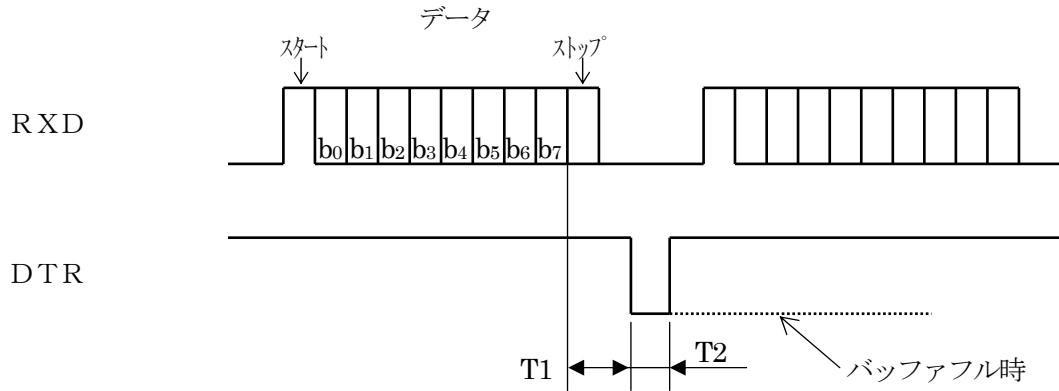 データ
スタート
ストップ
RXD
b0 b1 b2 b3 b4 b5 b6 b7
DTR
T1
T2
バッファフル時